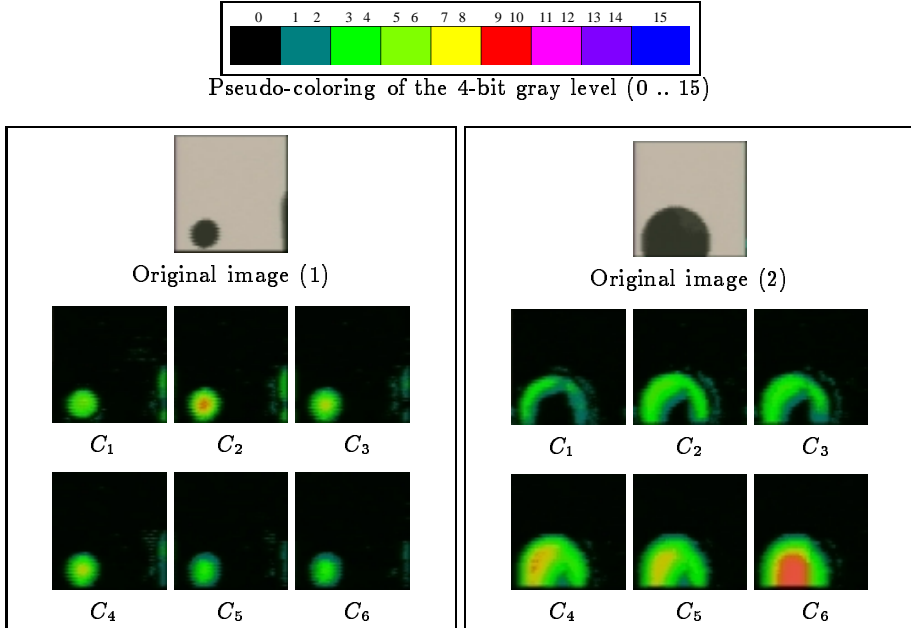 0 1 2 3 4 5 6 7 8 9 10 11 12 13 14 15
Pseudo-coloring of the 4-bit gray level (0 .. 15)
Original image (1)
C1 C2 C3
C4 C5 C6
Original image (2)
C1 C2 C3
C4 C5 C6